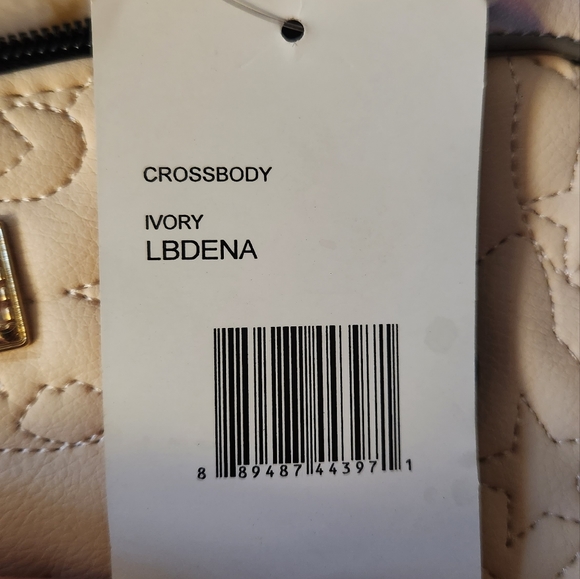 CROSSBODY
IVORY
LBDENA
8 89487 44397 1